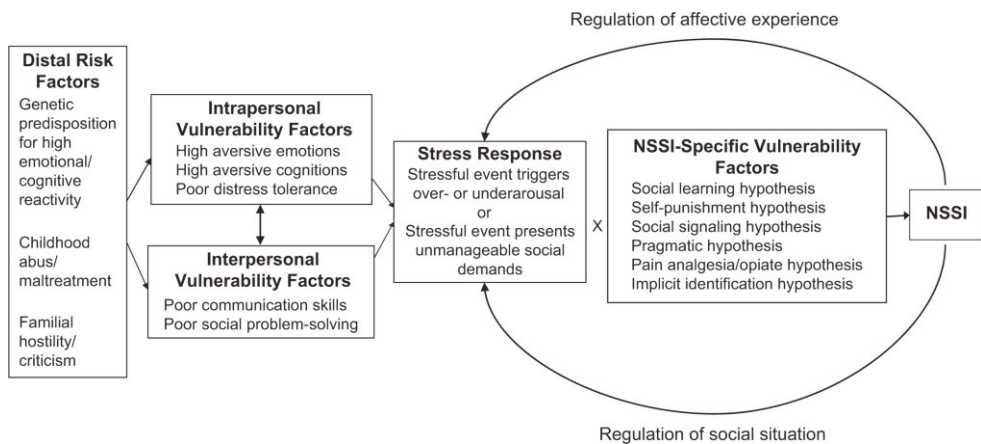 Regulation of affective experience
Distal Risk
Factors
Genetic
predisposition
for high
emotional/
cognitive
reactivity
Childhood
abus/
maltreatment
Familial
hostility/
criticism
Intrapersonal
Vulnerability Factors
High aversive emotions
High aversive cognitions
Poor distress tolerance
Interpersonal
Vulnerability Factors
Poor communication skills
Poor social problem-solving
Stress Response
Stressful event triggers
over- or underarousal
or
Stressful event presents
unmanageable social
demands
X
NSSI-Specific Vulnerability
Factors
Social learning hypothesis
Self-punishment hypothesis
Social signaling hypothesis
Pragmatic hypothesis
Pain analgesia/opiate hypothesis
Implicit identification hypothesis
NSSI
Regulation of social situation